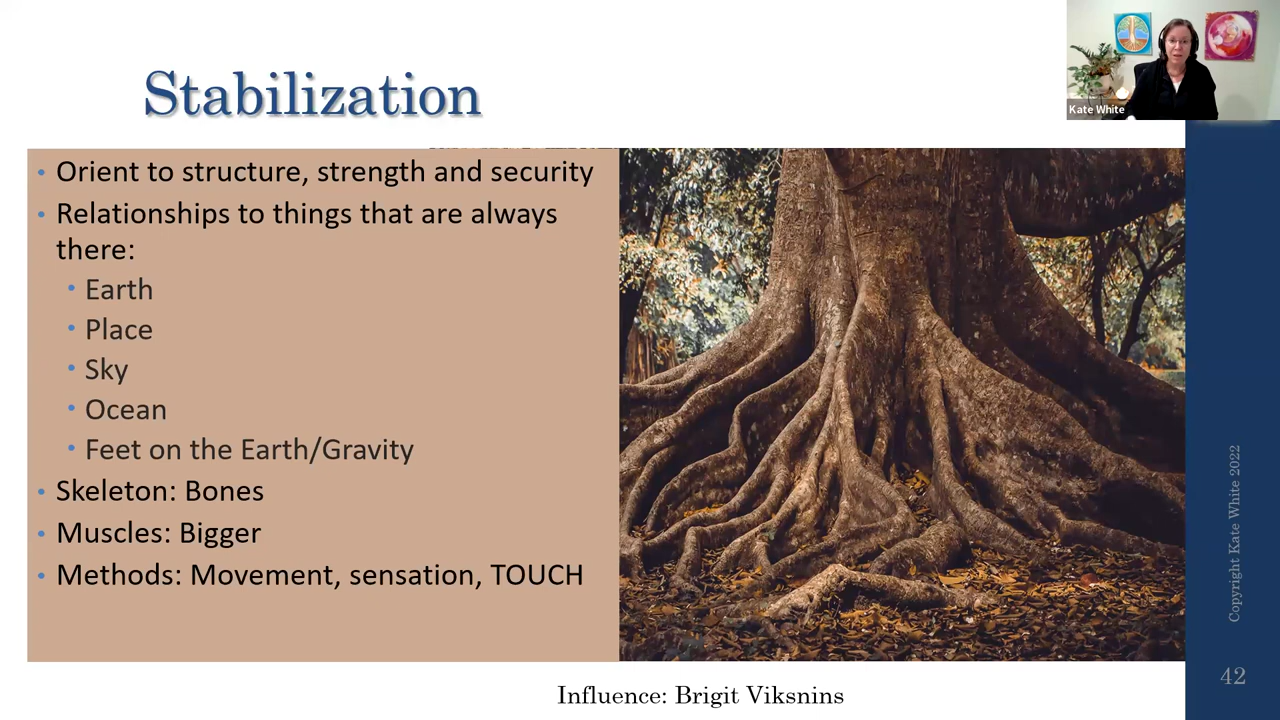 Stabilization
Kate White
• Orient to structure, strength and security
• Relationships to things that are always
there:
• Earth
• Place
• Sky
• Ocean
• Feet on the Earth/Gravity
• Skeleton: Bones
• Muscles: Bigger
• Methods: Movement, sensation, TOUCH
Copyright Kate White 2022
42
Influence: Brigit Viksnins